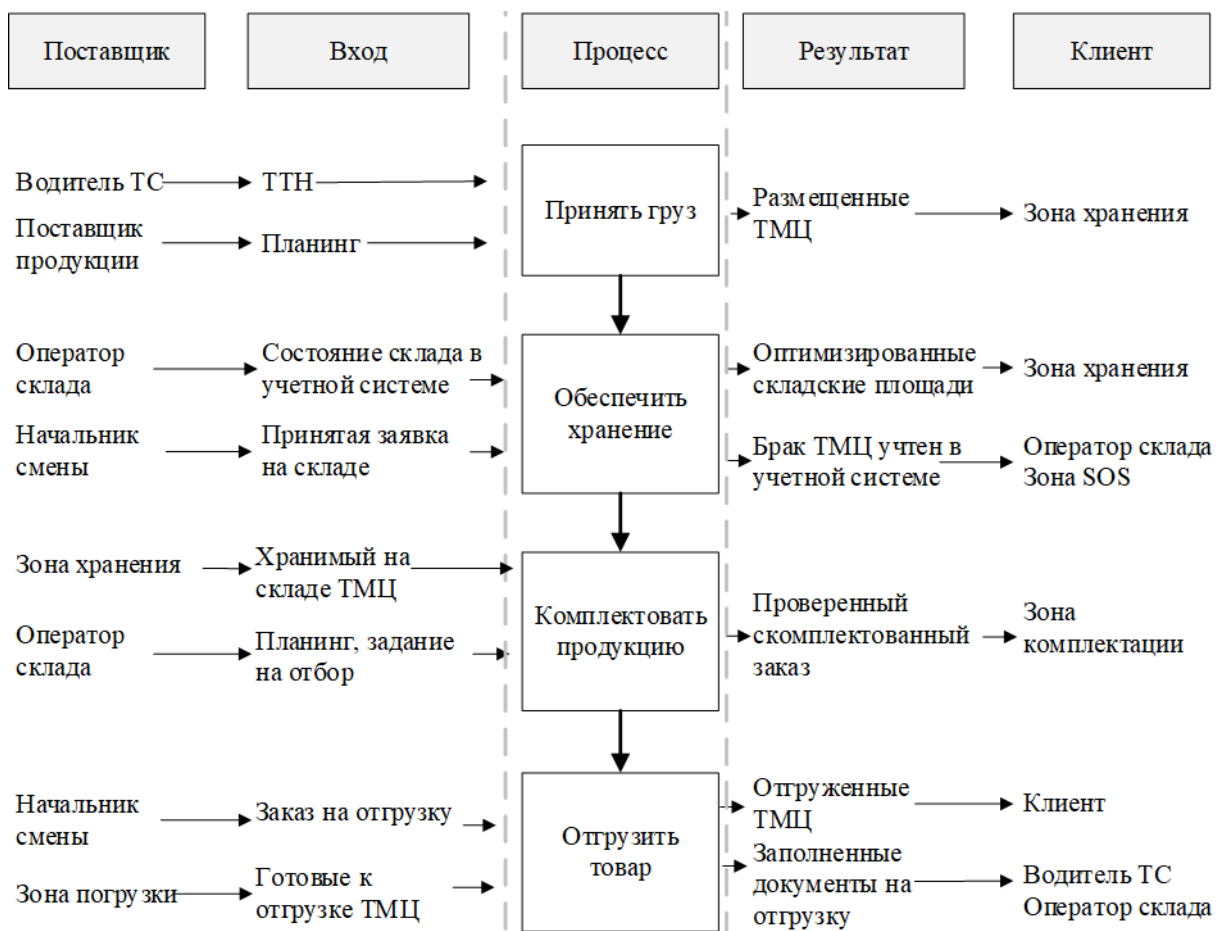 Поставщик
Вход
Процесс
Результат
Клиент
Водитель ТС
ТТН
Поставщик
продукции
Планинг
Принять груз
Размещенные
ТМЦ
Зона хранения
Оператор
склада
Состояние склада в
учетной системе
Начальник
смены
Принятая заявка
на складе
Обеспечить
хранение
Оптимизированные
складские площади
Зона хранения
Брак ТМЦ учтен в
учетной системе
Оператор склада
Зона SOS
Зона хранения
Хранимый на
складе ТМЦ
Оператор
склада
Планинг, задание
на отбор
Комплектовать
продукцию
Проверенный
скомплектованный
заказ
Зона
комплектации
Начальник
смены
Заказ на отгрузку
Зона погрузки
Готовые к
отгрузке ТМЦ
Отгрузить
товар
Отгруженные
ТМЦ
Клиент
Заполненные
документы на
отгрузку
Водитель ТС
Оператор склада